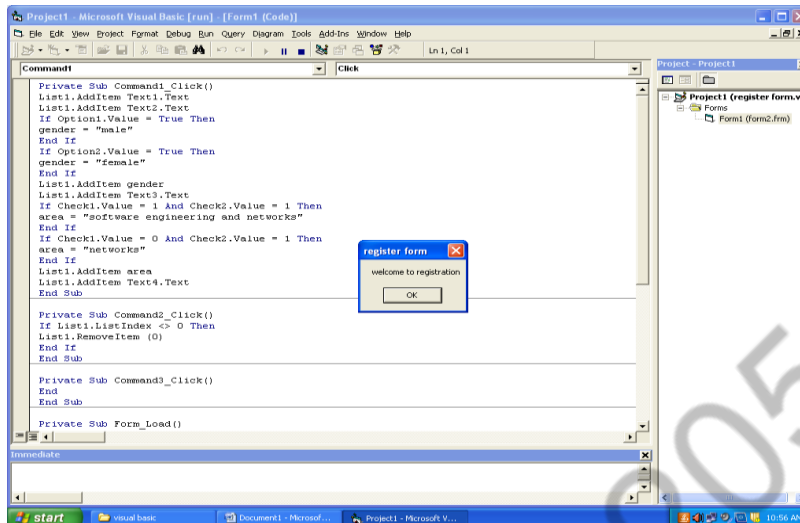 Project1 - Microsoft Visual Basic [run] - [Form1 (Code)]
File Edit View Project Format Debug Run Query Diagram Tools Add-Ins Window Help
Ln 1, Col 1
Command1 Click
Private Sub Command1_Click()
List1.AddItem Text1.Text
List1.AddItem Text2.Text
If Option1.Value = True Then
gender = "male"
End If
If Option2.Value = True Then
gender = "female"
End If
List1.AddItem gender
List1.AddItem Text3.Text
If Check1.Value = 1 And Check2.Value = 1 Then
area = "software engineering and networks"
End If
If Check1.Value = 0 And Check2.Value = 1 Then
area = "networks"
End If
List1.AddItem area
List1.AddItem Text4.Text
End Sub
Private Sub Command2_Click()
If List1.ListIndex <> 0 Then
List1.RemoveItem (0)
End If
End Sub
Private Sub Command3_Click()
End
End Sub
Private Sub Form_Load()
register form
welcome to registration
OK
Project - Project1
Project1 (register form.v
Forms
Form1 (form2.frm)
Immediate
start visual basic Document1 - Microsof... Project1 - Microsoft V... 10:56 AM
005